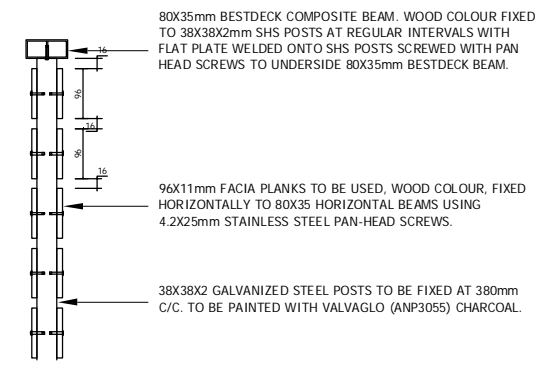 80X35mm BESTDECK COMPOSITE BEAM. WOOD COLOUR FIXED
TO 38X38X2mm SHS POSTS AT REGULAR INTERVALS WITH
FLAT PLATE WELDED ONTO SHS POSTS SCREWED WITH PAN
HEAD SCREWS TO UNDERSIDE 80X35mm BESTDECK BEAM.
16
96
16
96
16
96X11mm FACIA PLANKS TO BE USED, WOOD COLOUR, FIXED
HORIZONTALLY TO 80X35 HORIZONTAL BEAMS USING
4.2X25mm STAINLESS STEEL PAN-HEAD SCREWS.
38X38X2 GALVANIZED STEEL POSTS TO BE FIXED AT 380mm
C/C. TO BE PAINTED WITH VALVAGLO (ANP3055) CHARCOAL.